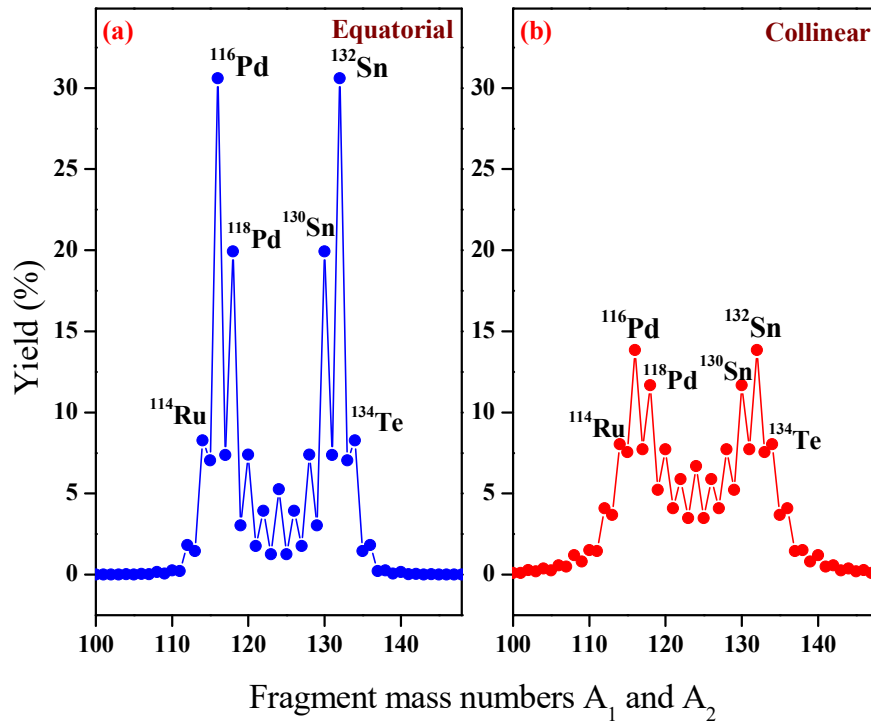 (a) Equatorial
¹¹⁶Pd ¹³²Sn
¹¹⁸Pd ¹³⁰Sn
¹¹⁴Ru ¹³⁴Te
30
25
20
15
10
5
0
100 110 120 130 140
(b) Collinear
¹³²Sn
¹¹⁶Pd
¹³⁰Sn
¹¹⁸Pd
¹¹⁴Ru ¹³⁴Te
30
25
20
15
10
5
0
100 110 120 130 140
Yield (%)
Fragment mass numbers A₁ and A₂